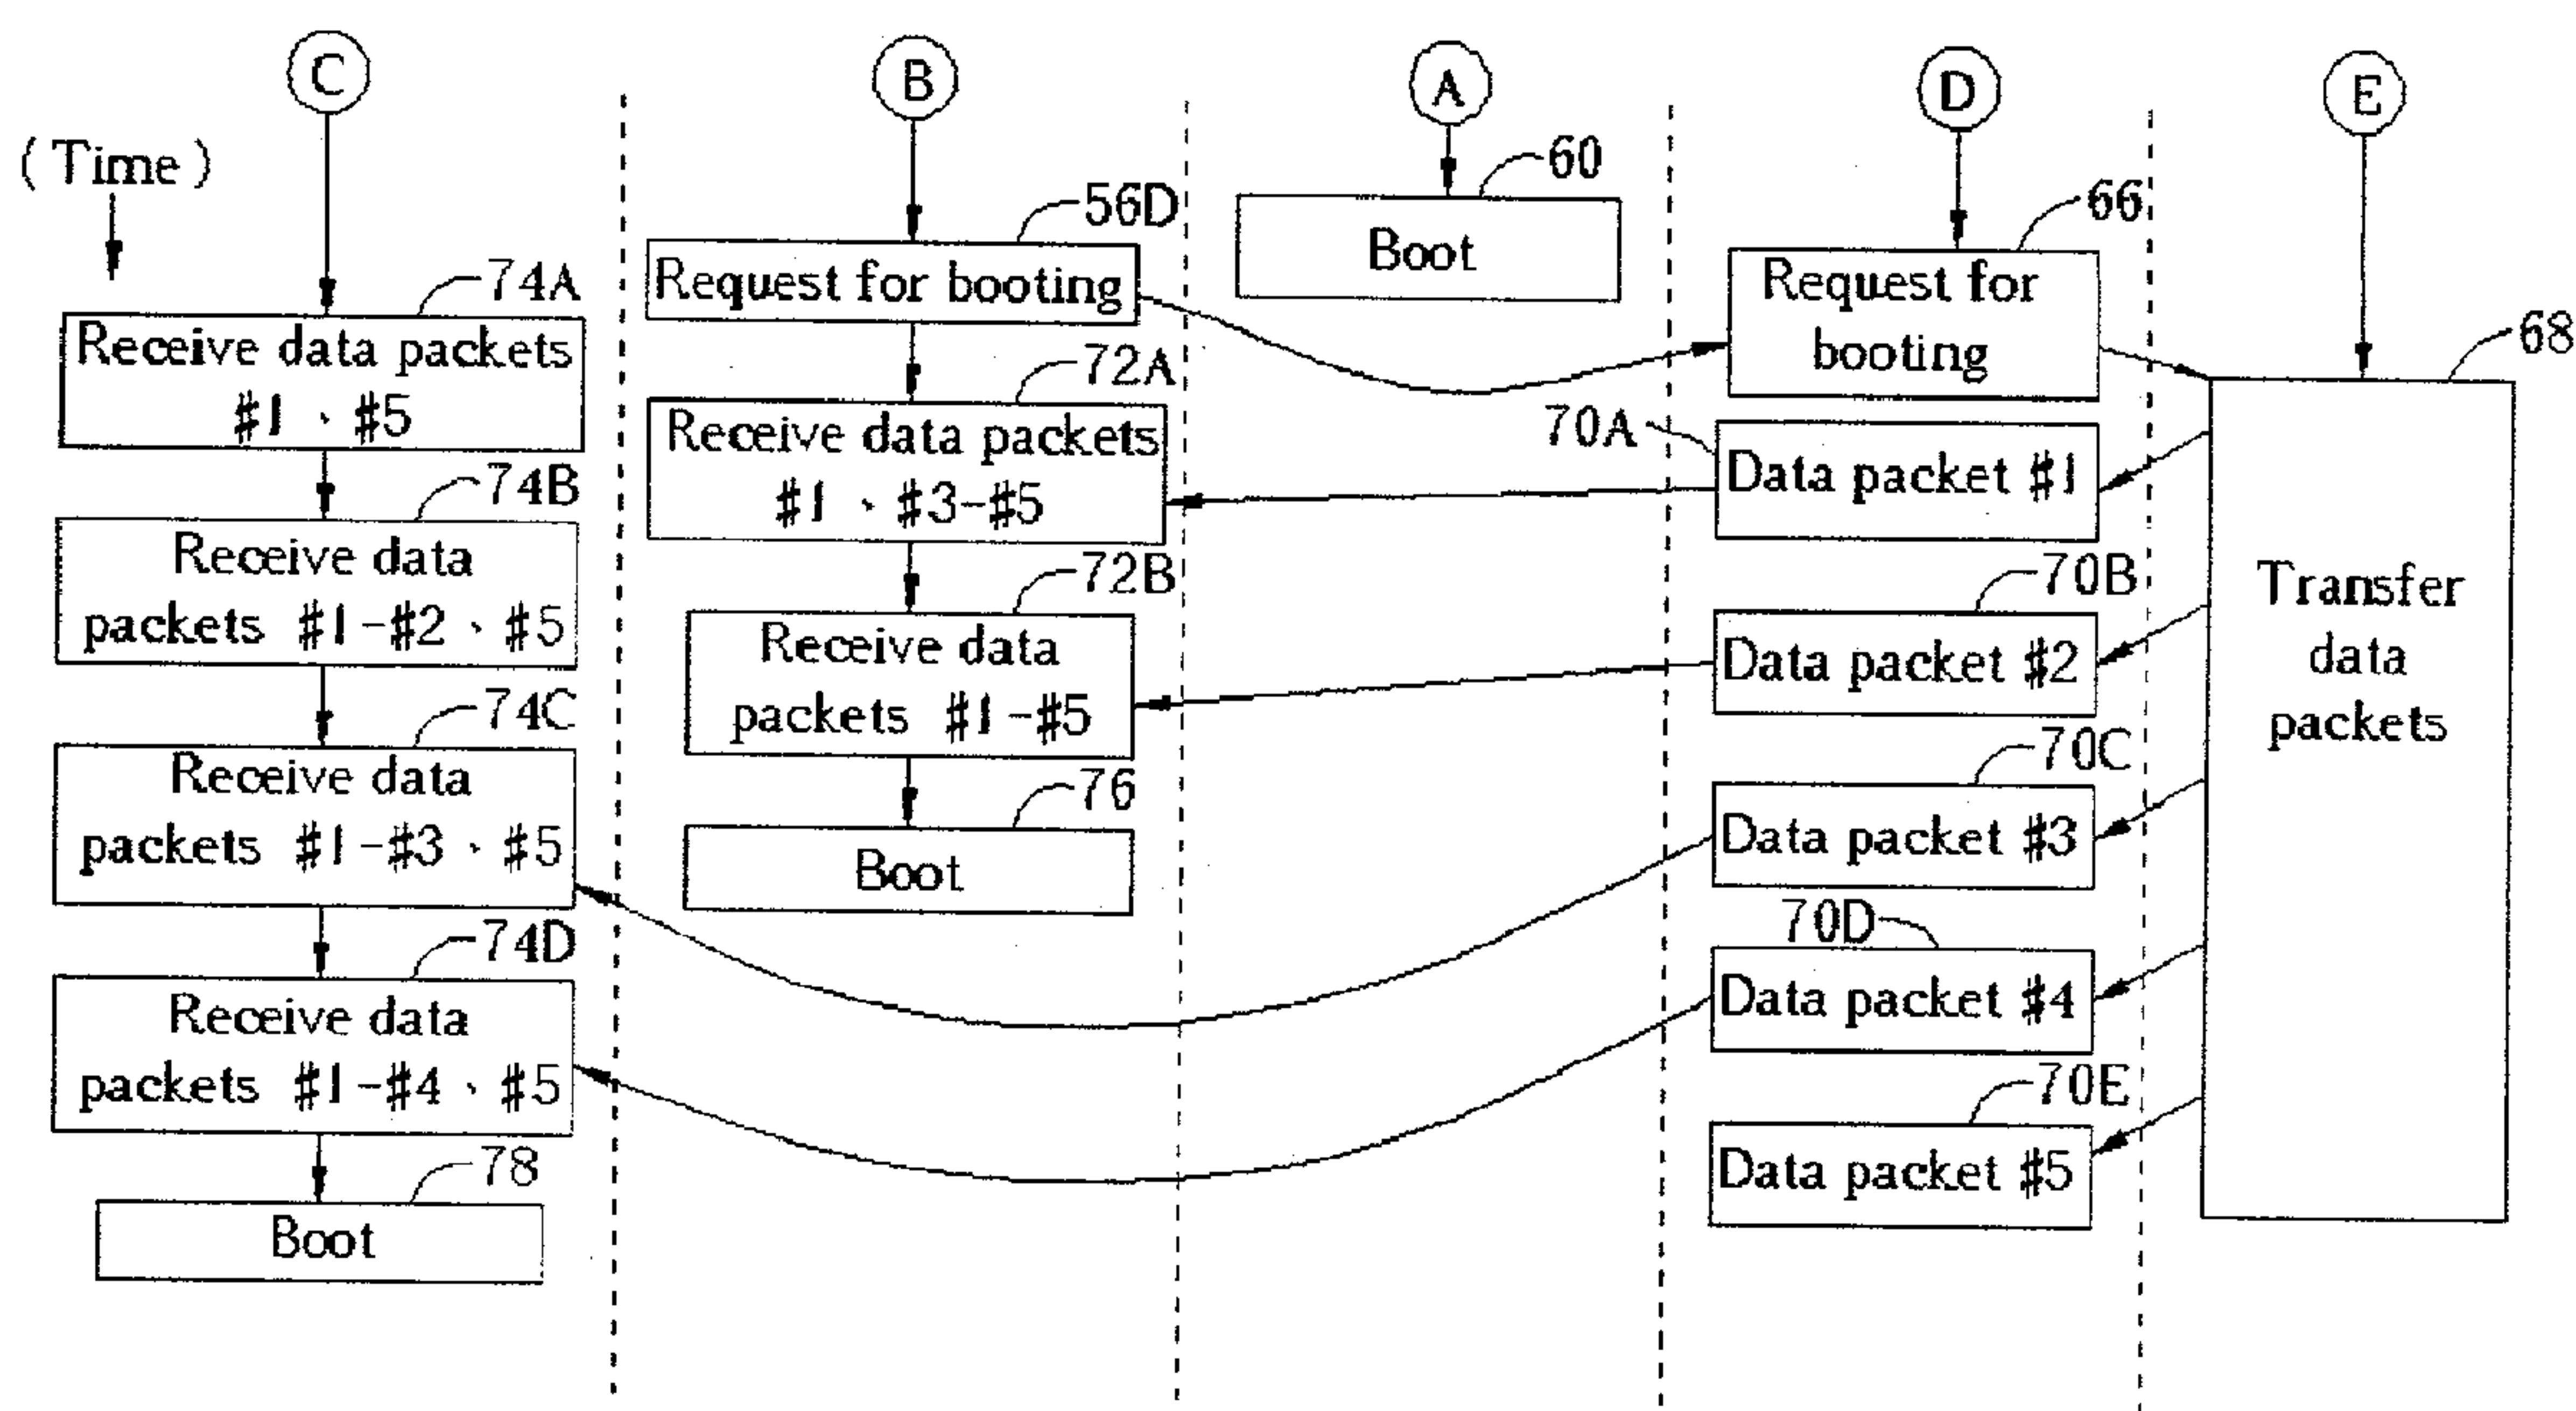 C
B
A
D
E
(Time)
60
56D
66
Boot
Request for booting
Request for
booting
74A
68
Receive data packets
#1 、 #5
72A
Receive data packets
#1 、 #3-#5
70A
Data packet #1
74B
Receive data
packets #1-#2 、 #5
72B
Receive data
packets #1-#5
70B
Data packet #2
Transfer
data
packets
74C
Receive data
packets #1-#3 、 #5
76
Boot
70C
Data packet #3
74D
Receive data
packets #1-#4 、 #5
70D
Data packet #4
70E
Data packet #5
78
Boot